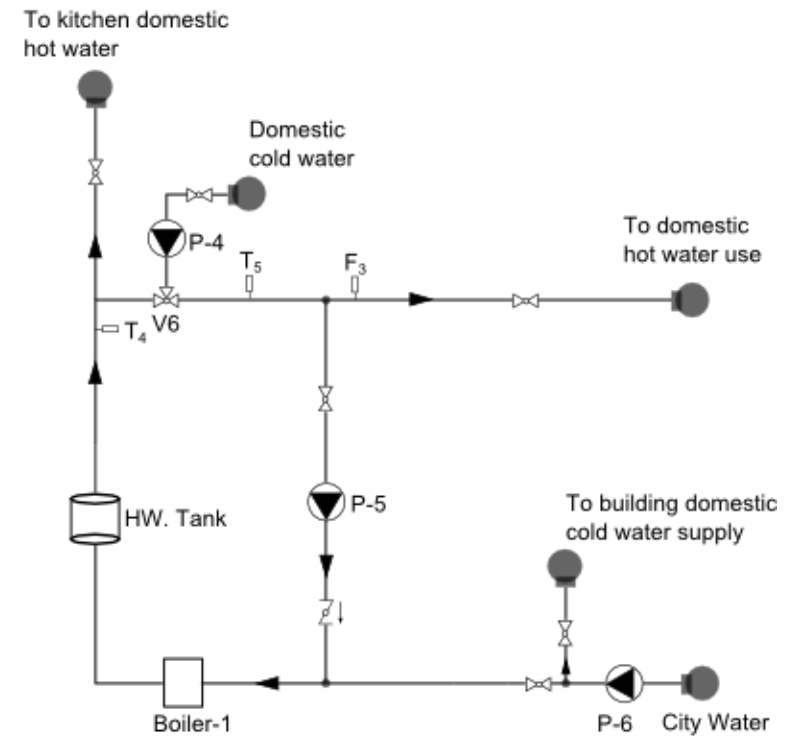 To kitchen domestic
hot water
Domestic
cold water
P-4
To domestic
hot water use
T5
F3
V6
T4
HW. Tank
P-5
To building domestic
cold water supply
Boiler-1
P-6
City Water